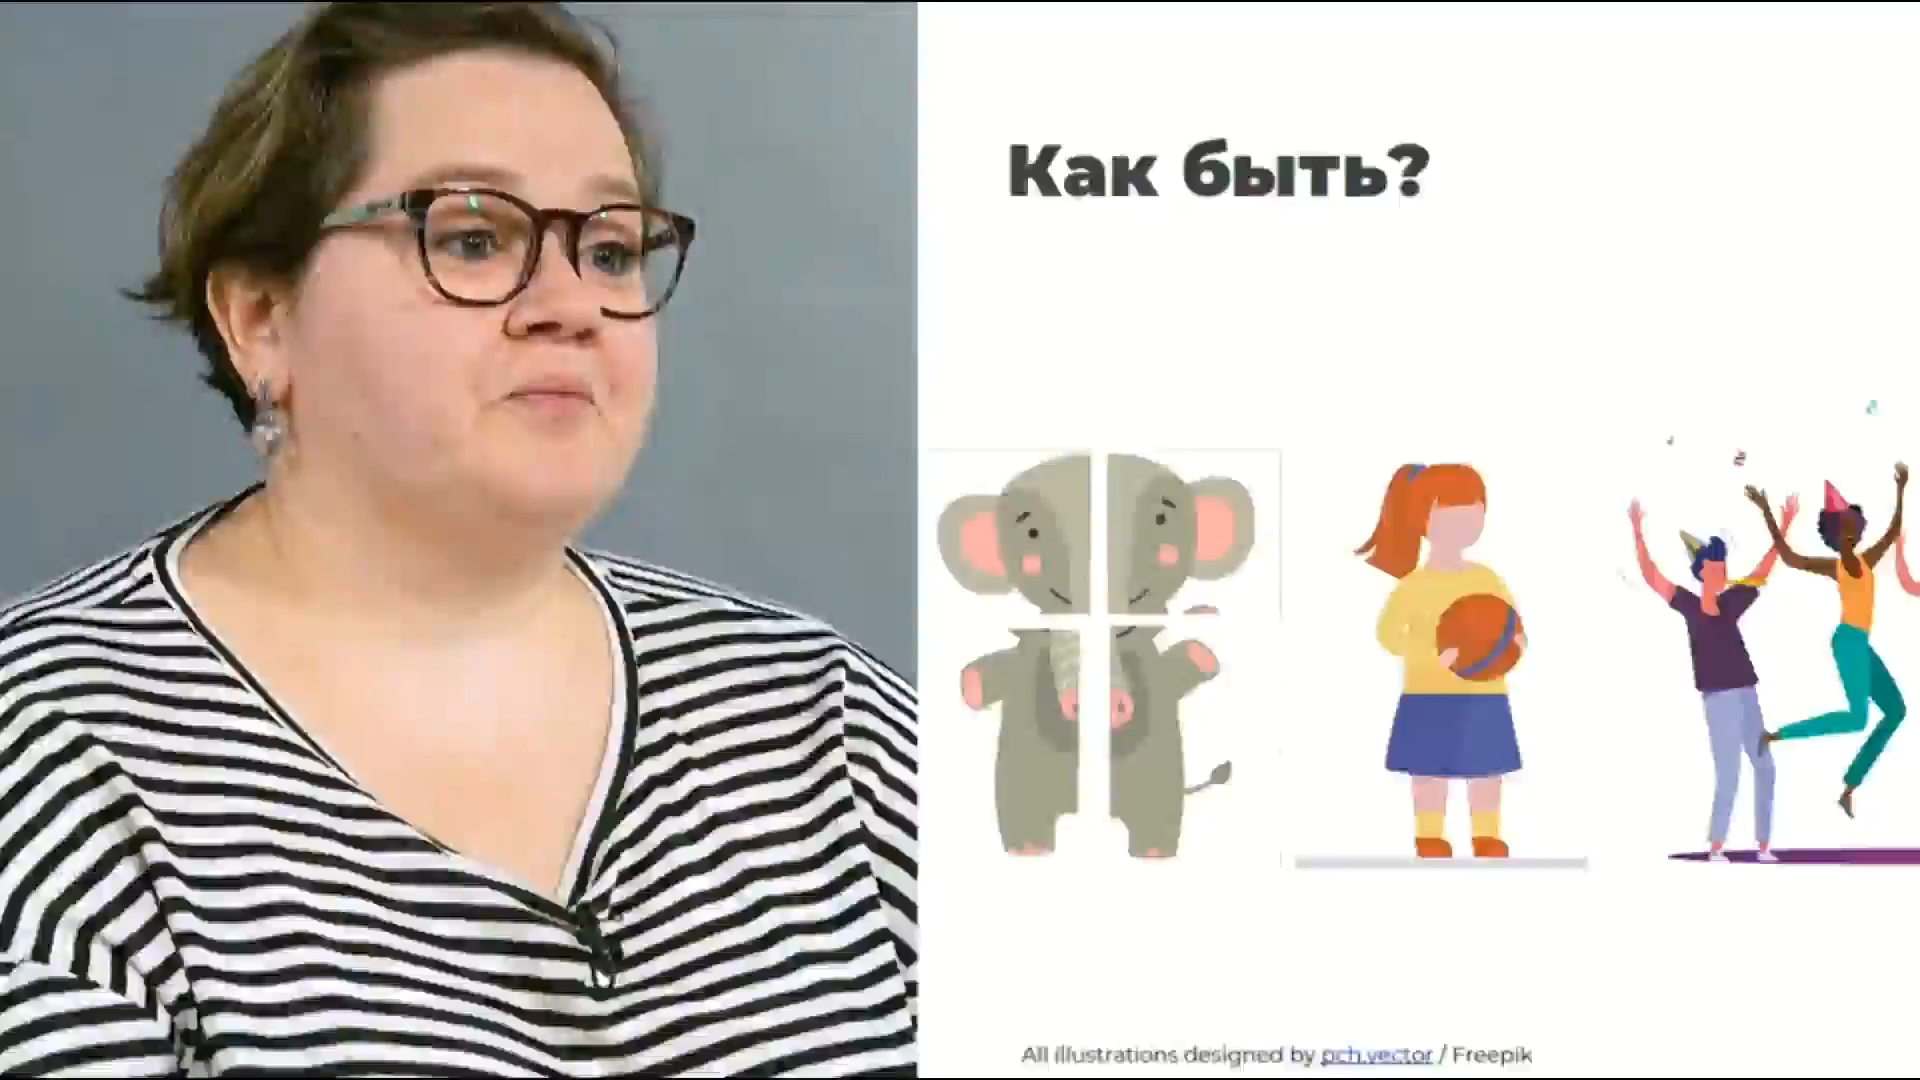 Как быть?
All illustrations designed by pch.vector / Freepik